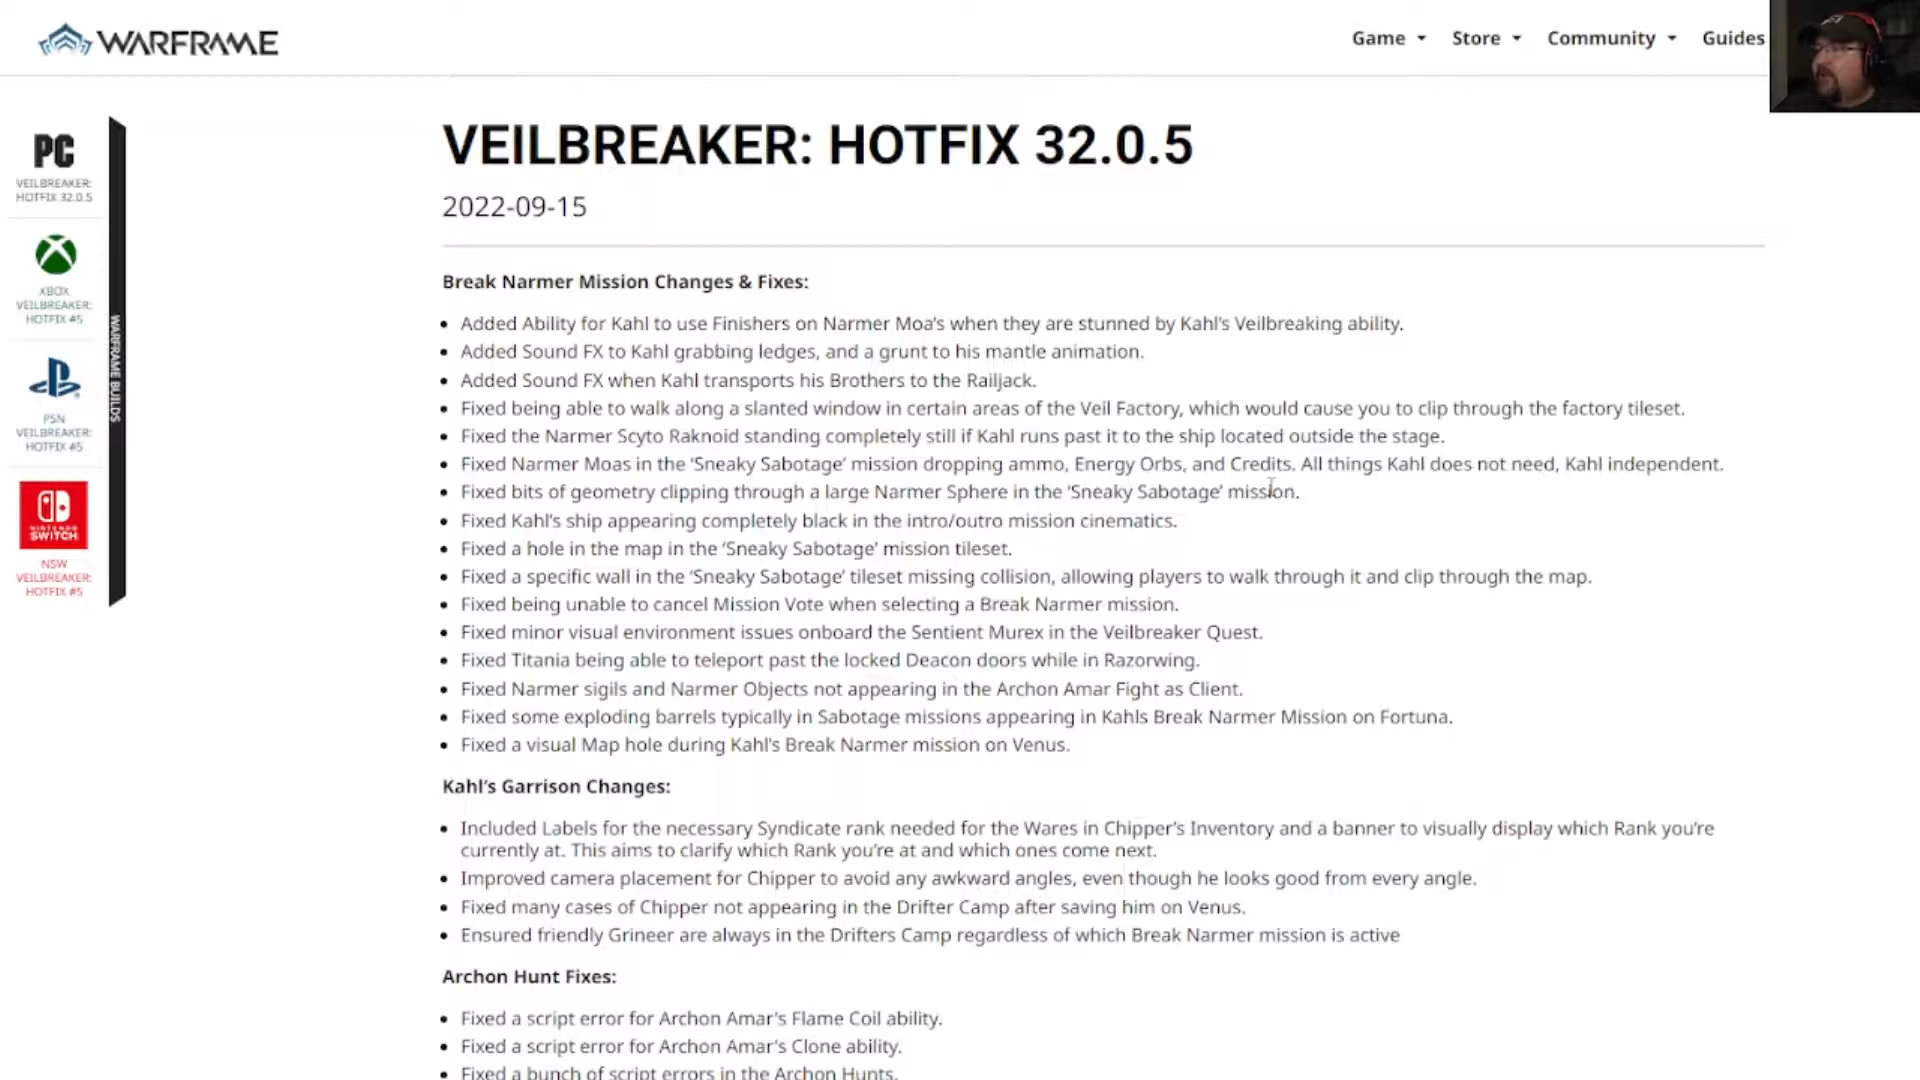 WARFRAME
Game
Store
Community
Guides
PC
VEILBREAKER:
HOTFIX 32.0.5
XBOX
VEILBREAKER:
HOTFIX #5
PSN
VEILBREAKER:
HOTFIX #5
NINTENDO
SWITCH
NSW
VEILBREAKER:
HOTFIX #5
WARFRAME BUILDS
VEILBREAKER: HOTFIX 32.0.5
2022-09-15
Break Narmer Mission Changes & Fixes:
Added Ability for Kahl to use Finishers on Narmer Moa's when they are stunned by Kahl's Veilbreaking ability.
Added Sound FX to Kahl grabbing ledges, and a grunt to his mantle animation.
Added Sound FX when Kahl transports his Brothers to the Railjack.
Fixed being able to walk along a slanted window in certain areas of the Veil Factory, which would cause you to clip through the factory tileset.
Fixed the Narmer Scyto Raknoid standing completely still if Kahl runs past it to the ship located outside the stage.
Fixed Narmer Moas in the ‘Sneaky Sabotage’ mission dropping ammo, Energy Orbs, and Credits. All things Kahl does not need, Kahl independent.
Fixed bits of geometry clipping through a large Narmer Sphere in the ‘Sneaky Sabotage’ mission.
Fixed Kahl’s ship appearing completely black in the intro/outro mission cinematics.
Fixed a hole in the map in the ‘Sneaky Sabotage’ mission tileset.
Fixed a specific wall in the ‘Sneaky Sabotage’ tileset missing collision, allowing players to walk through it and clip through the map.
Fixed being unable to cancel Mission Vote when selecting a Break Narmer mission.
Fixed minor visual environment issues onboard the Sentient Murex in the Veilbreaker Quest.
Fixed Titania being able to teleport past the locked Deacon doors while in Razorwing.
Fixed Narmer sigils and Narmer Objects not appearing in the Archon Amar Fight as Client.
Fixed some exploding barrels typically in Sabotage missions appearing in Kahls Break Narmer Mission on Fortuna.
Fixed a visual Map hole during Kahl's Break Narmer mission on Venus.
Kahl’s Garrison Changes:
Included Labels for the necessary Syndicate rank needed for the Wares in Chipper’s Inventory and a banner to visually display which Rank you’re
currently at. This aims to clarify which Rank you’re at and which ones come next.
Improved camera placement for Chipper to avoid any awkward angles, even though he looks good from every angle.
Fixed many cases of Chipper not appearing in the Drifter Camp after saving him on Venus.
Ensured friendly Grineer are always in the Drifters Camp regardless of which Break Narmer mission is active
Archon Hunt Fixes:
Fixed a script error for Archon Amar’s Flame Coil ability.
Fixed a script error for Archon Amar’s Clone ability.
Fixed a bunch of script errors in the Archon Hunts.